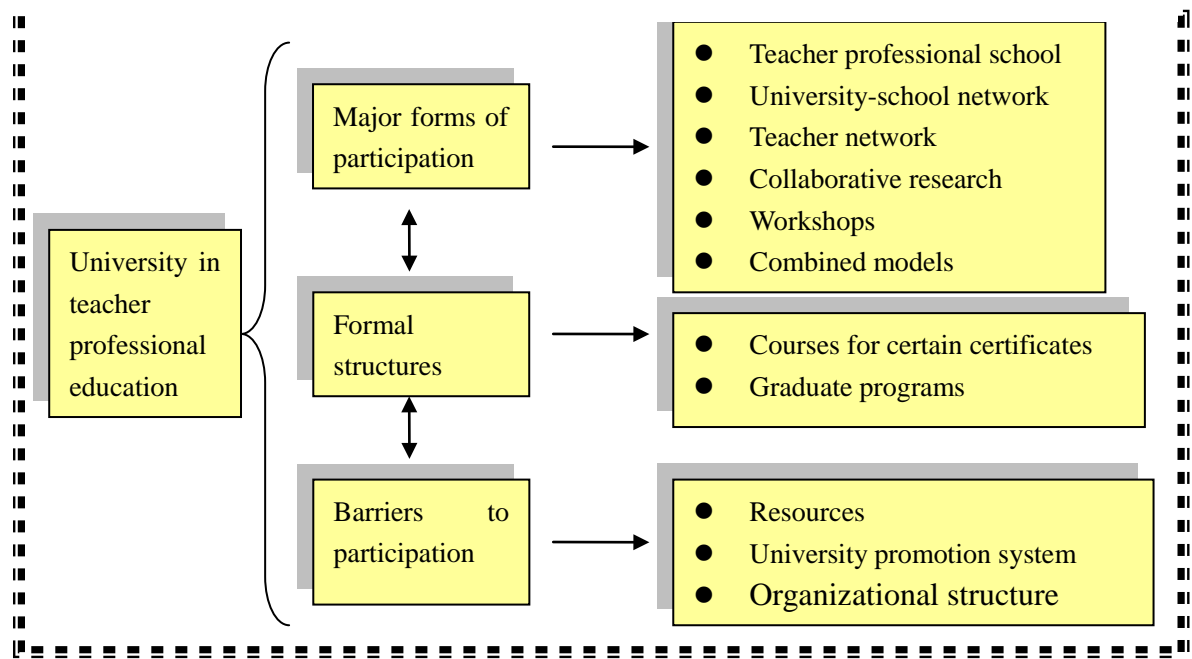 University in
teacher
professional
education
Major forms of
participation
● Teacher professional school
● University-school network
● Teacher network
● Collaborative research
● Workshops
● Combined models
Formal
structures
● Courses for certain certificates
● Graduate programs
Barriers to
participation
● Resources
● University promotion system
● Organizational structure